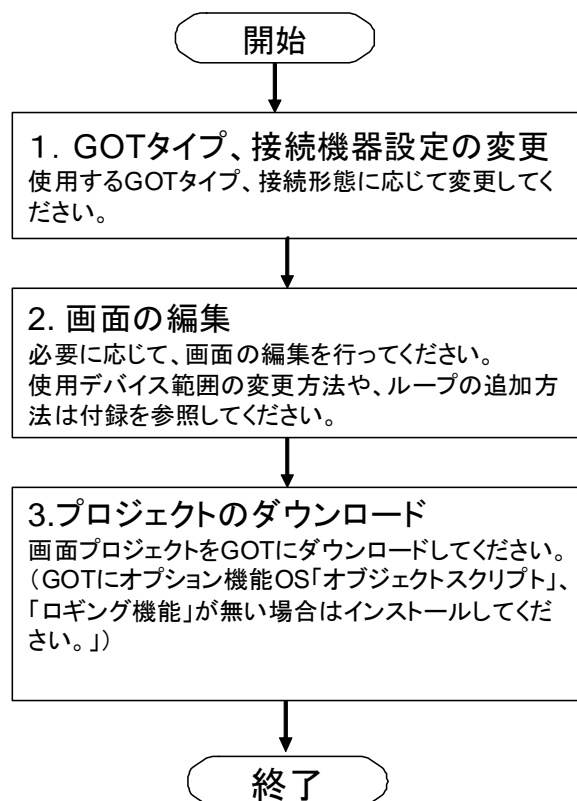 開始
1. GOTタイプ、接続機器設定の変更
使用するGOTタイプ、接続形態に応じて変更してく
ださい。
2. 画面の編集
必要に応じて、画面の編集を行ってください。
使用デバイス範囲の変更方法や、ループの追加方
法は付録を参照してください。
3.プロジェクトのダウンロード
画面プロジェクトをGOTにダウンロードしてください。
（GOTにオプション機能OS「オブジェクトスクリプト」、
「ロギング機能」が無い場合はインストールしてくだ
さい。」）
終了